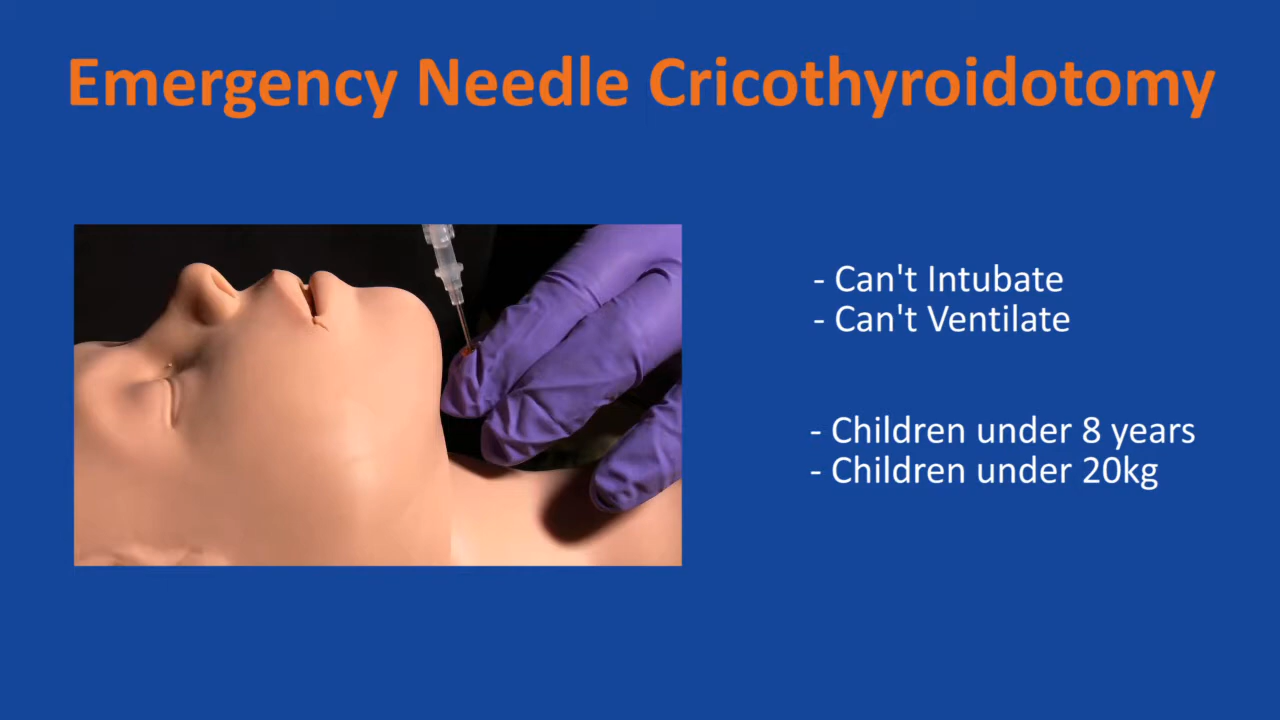 Emergency Needle Cricothyroidotomy
- Can't Intubate
- Can't Ventilate
- Children under 8 years
- Children under 20kg